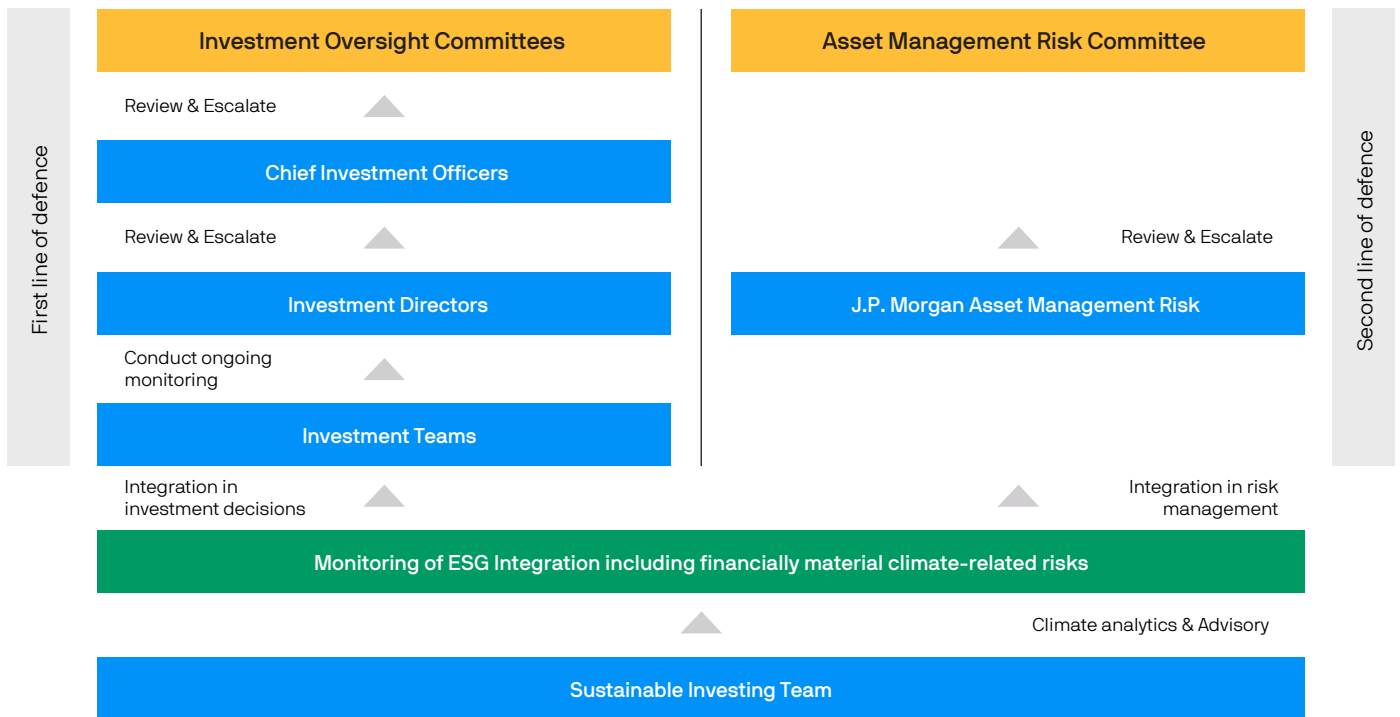 Investment Oversight Committees
Asset Management Risk Committee
Review & Escalate
Chief Investment Officers
Review & Escalate
Review & Escalate
Investment Directors
J.P. Morgan Asset Management Risk
Conduct ongoing
monitoring
Investment Teams
Integration in
investment decisions
Integration in risk
management
Monitoring of ESG Integration including financially material climate-related risks
Climate analytics & Advisory
Sustainable Investing Team
First line of defence
Second line of defence